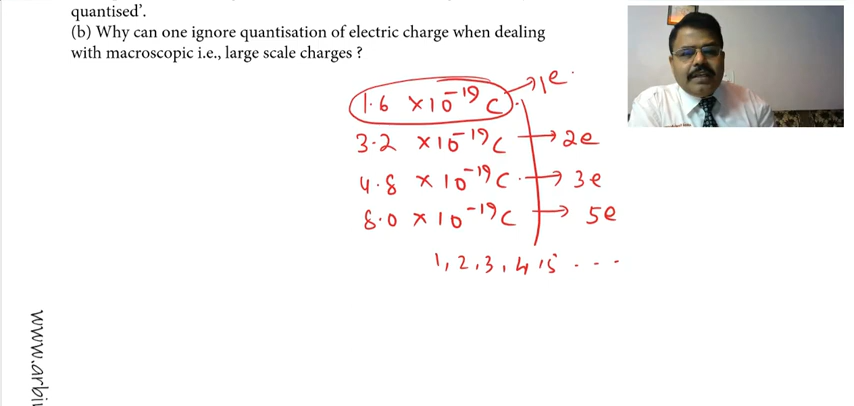 quantised'.
(b) Why can one ignore quantisation of electric charge when dealing
with macroscopic i.e., large scale charges ?
1.6 ×10⁻¹⁹ C → 1e
3.2 ×10⁻¹⁹ C → 2e
4.8 × 10⁻¹⁹ C → 3e
8.0 × 10⁻¹⁹ C → 5e
1, 2, 3, 4, 5 - - -
www.arbi